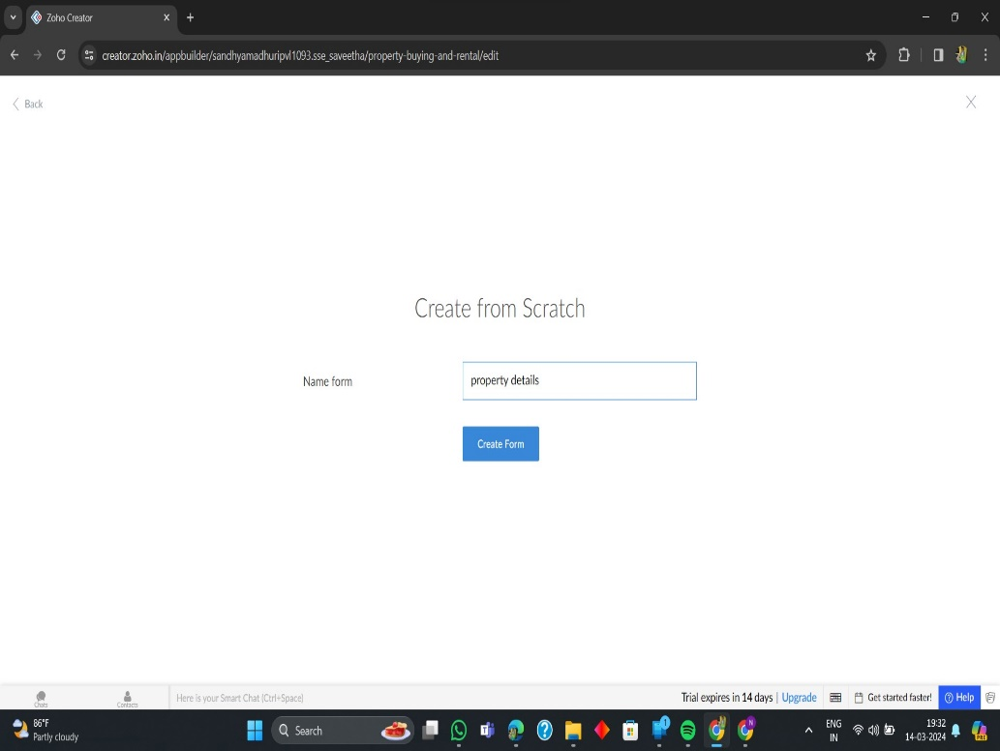 Zoho Creator
creator.zoho.in/appbuilder/sandhyamadhuripvl1093.sse_saveetha/property-buying-and-rental/edit
Back
Create from Scratch
Name form
property details
Create Form
Chats
Contacts
Here is your Smart Chat (Ctrl+Space)
Trial expires in 14 days | Upgrade
Get started faster!
Help
86°F
Partly cloudy
Search
1
N
ENG
IN
19:32
14-03-2024
PRE